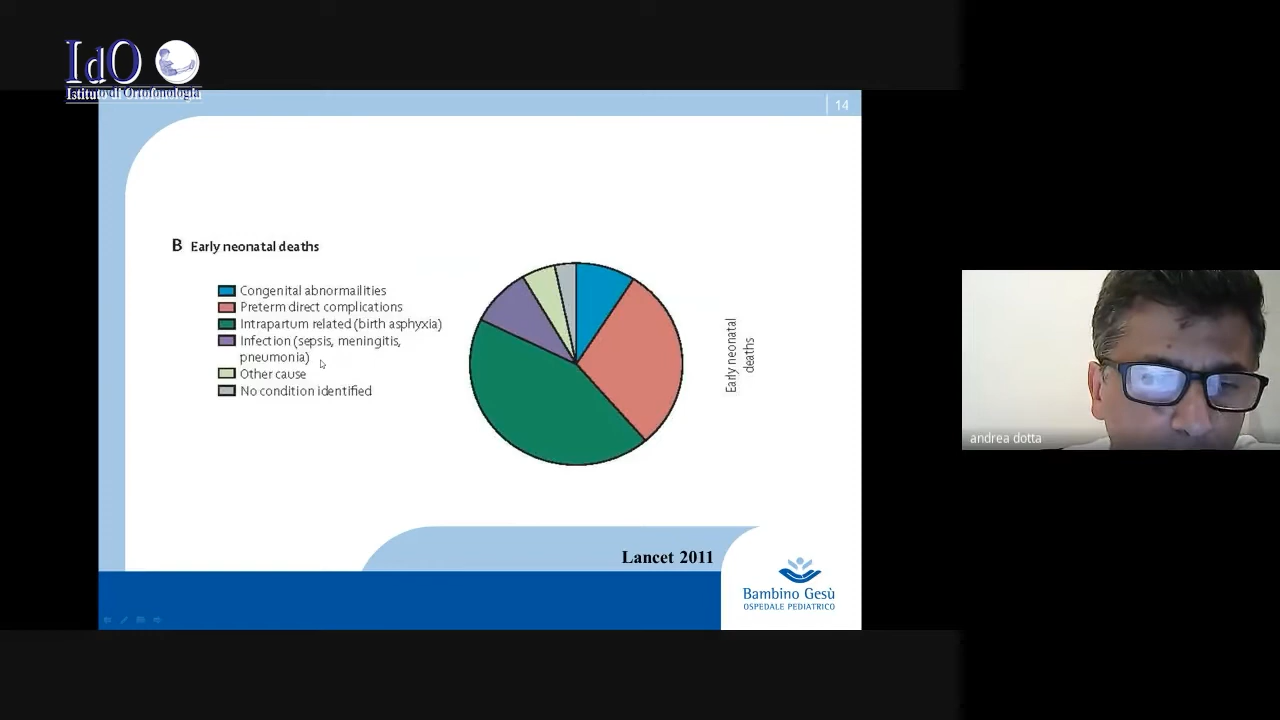 IdO
Istituto di Ortofonologia
14
B Early neonatal deaths
Congenital abnormailities
Preterm direct complications
Intrapartum related (birth asphyxia)
Infection (sepsis, meningitis,
pneumonia)
Other cause
No condition identified
Early neonatal
deaths
andrea dotta
Lancet 2011
Bambino Gesù
OSPEDALE PEDIATRICO